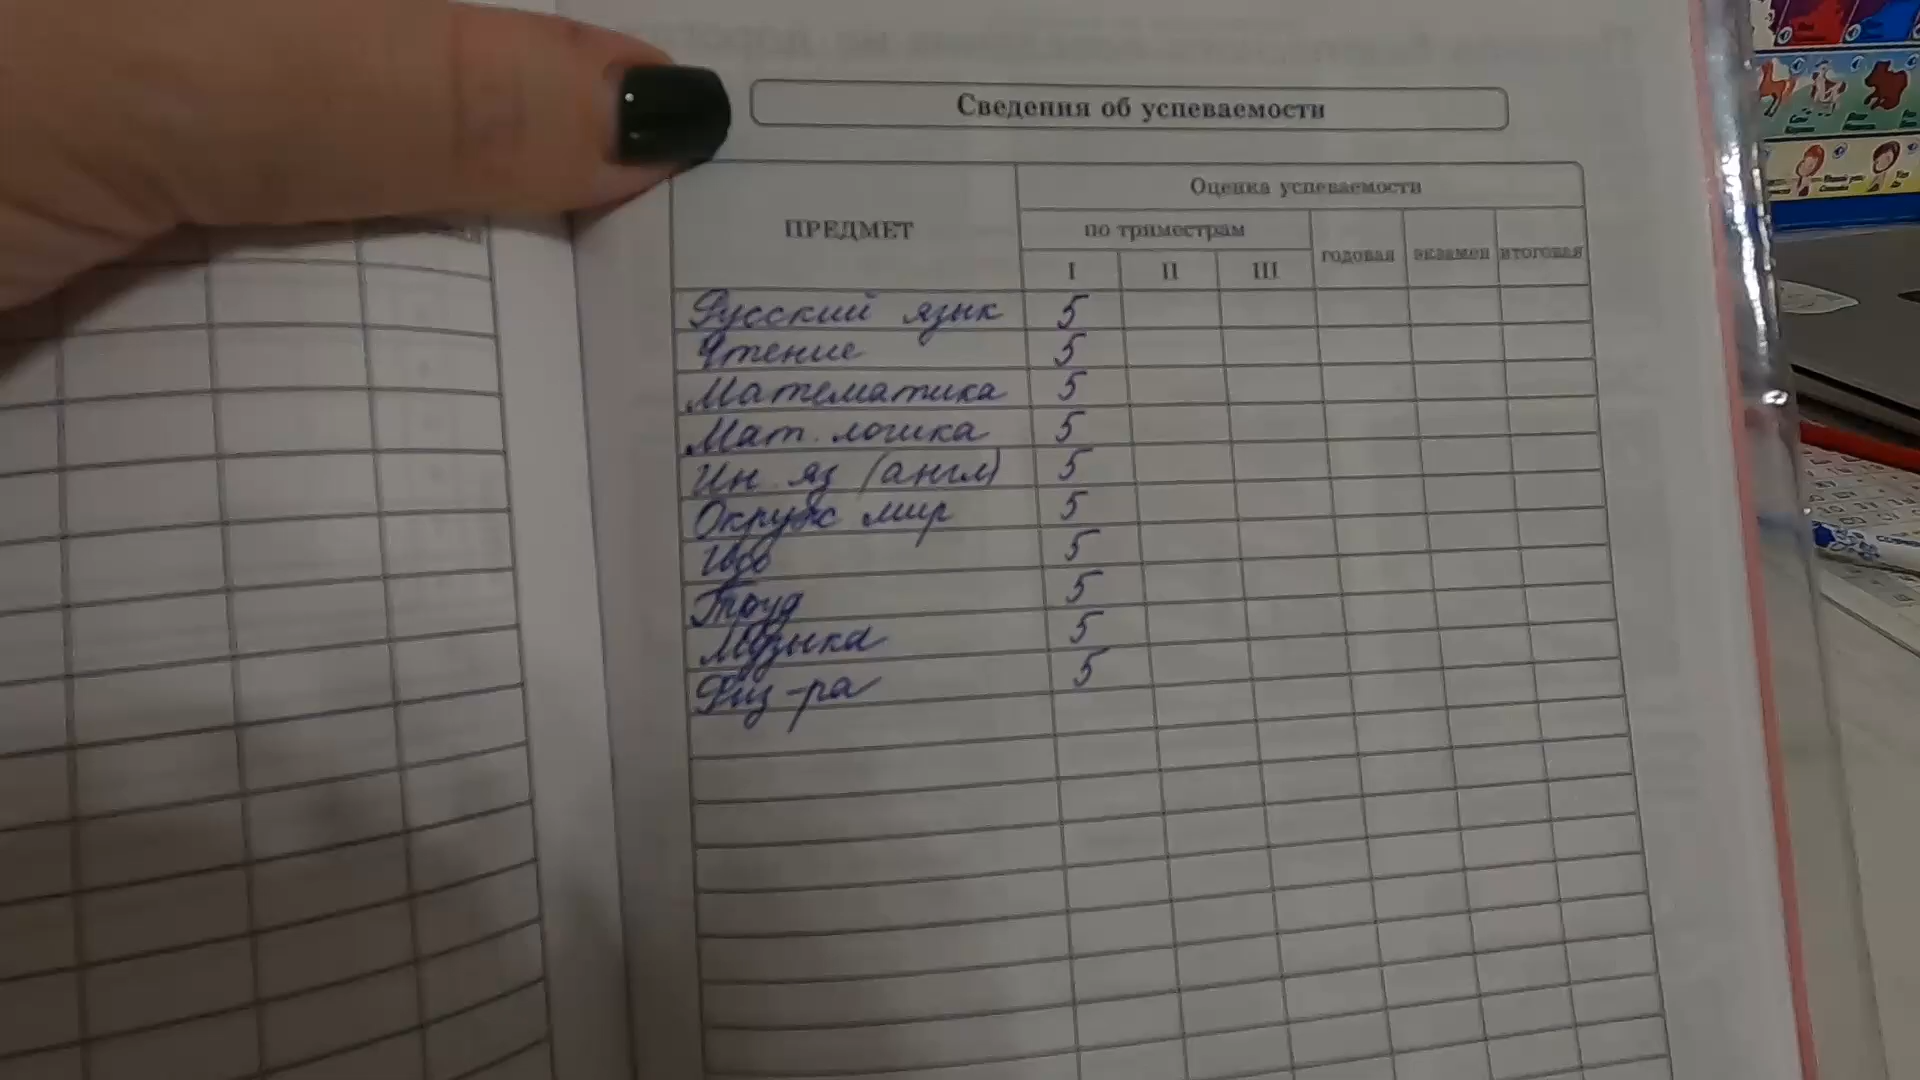 Сведения об успеваемости
ПРЕДМЕТ
Оценка успеваемости
по триместрам
годовая экзамен итоговая
I II III
Русский язык 5
Чтение 5
Математика 5
Мат. логика 5
Ин. яз (англ) 5
Окруж мир 5
Изо 5
Труд 5
Музыка 5
Физ-ра 5